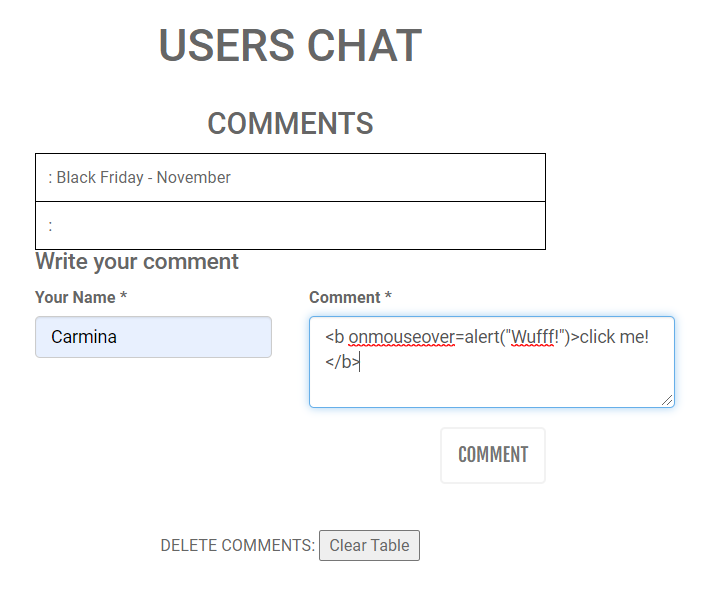 USERS CHAT
COMMENTS
: Black Friday - November
:
Write your comment
Your Name *
Comment *
Carmina
<b onmouseover=alert("Wufff!")>click me!
</b>
COMMENT
DELETE COMMENTS: Clear Table